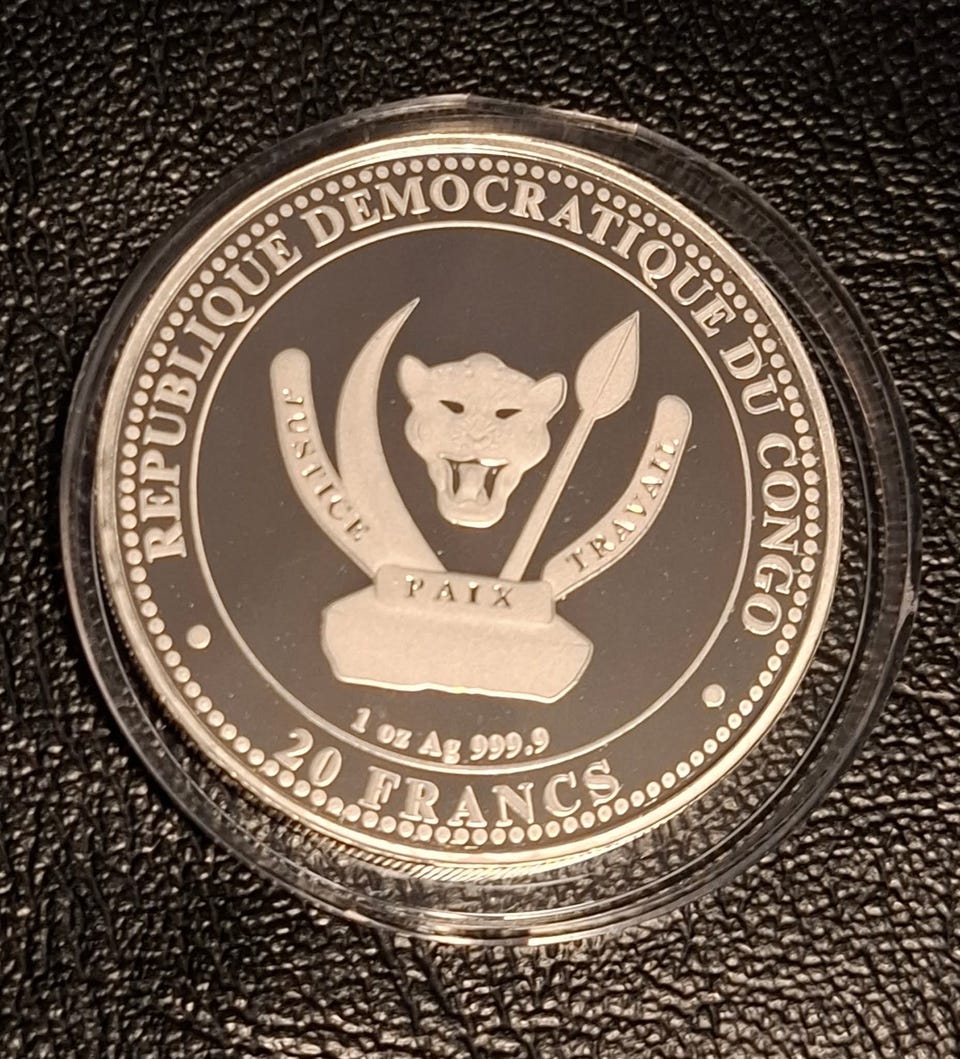 REPUBLIQUE DEMOCRATIQUE DU CONGO
JUSTICE
PAIX
TRAVAIL
1 oz Ag 999.9
20 FRANCS